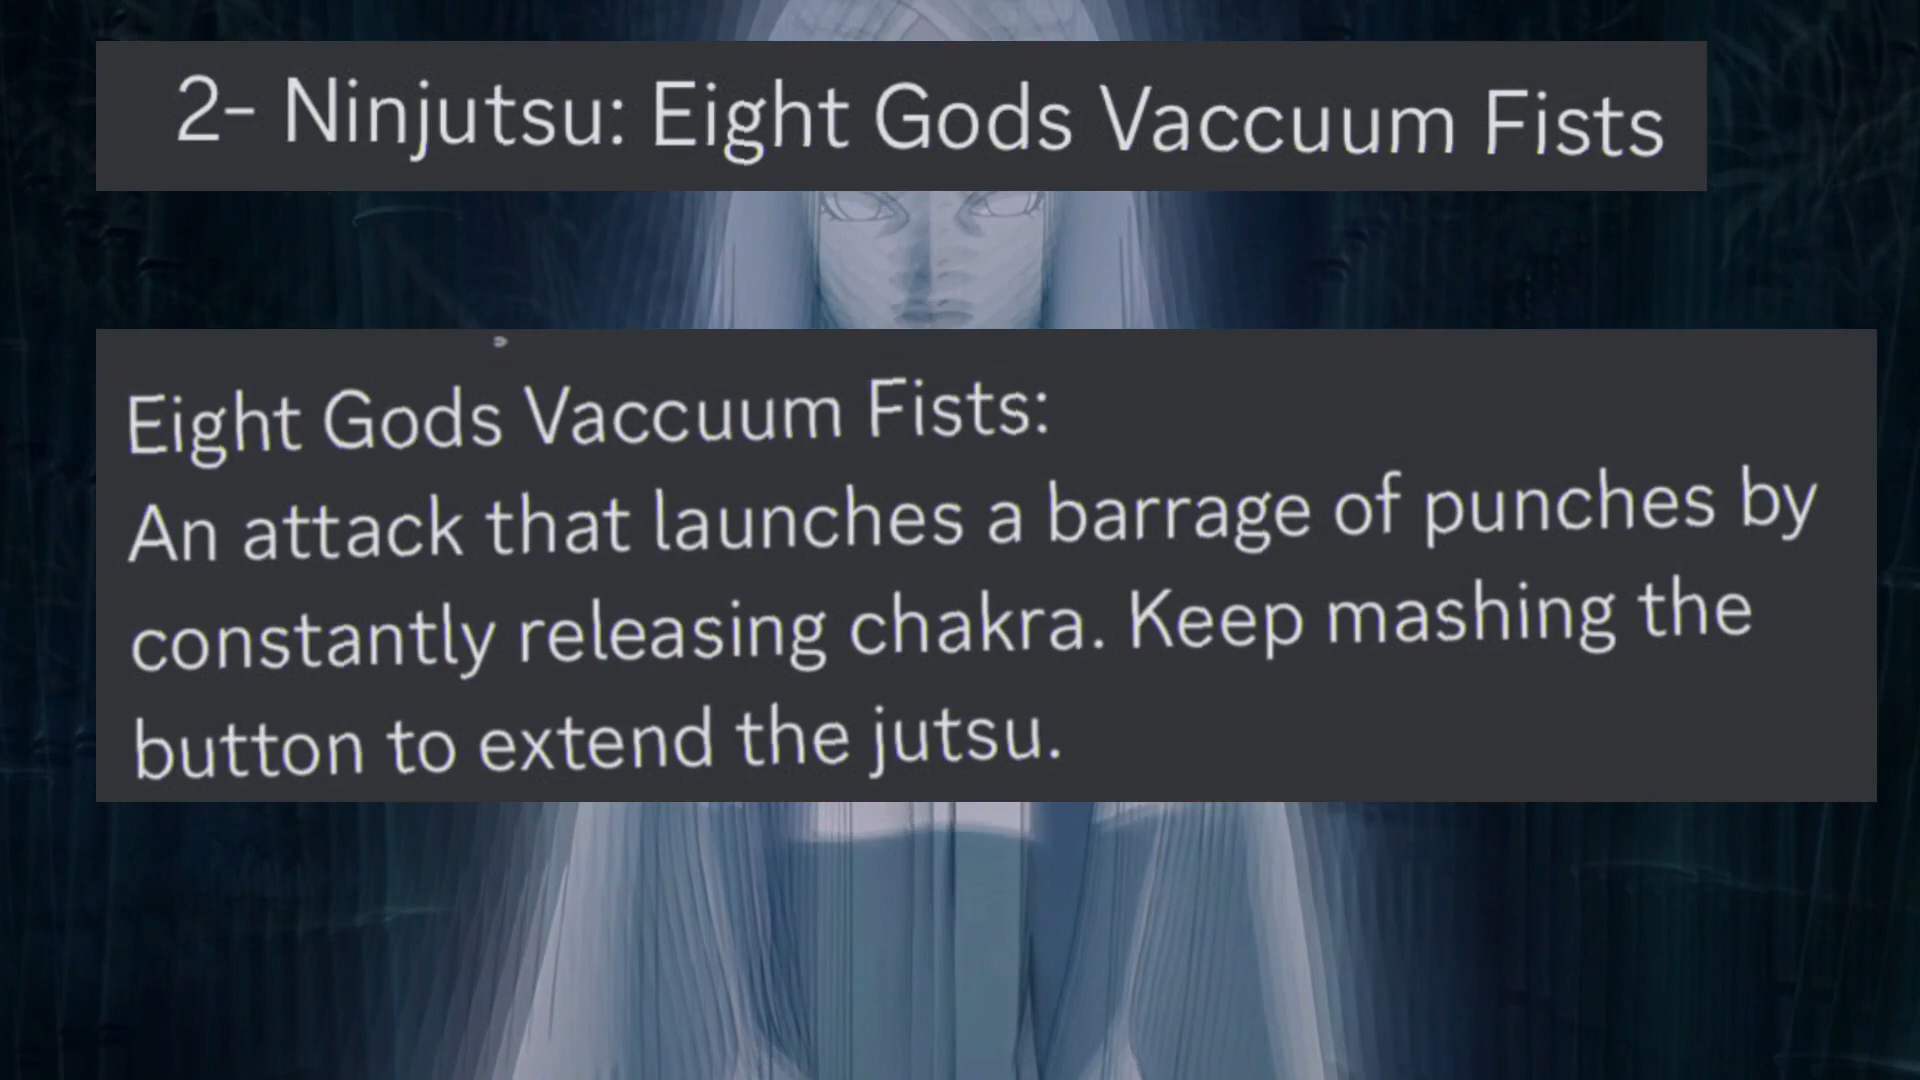 2- Ninjutsu: Eight Gods Vaccuum Fists
Eight Gods Vaccuum Fists:
An attack that launches a barrage of punches by
constantly releasing chakra. Keep mashing the
button to extend the jutsu.